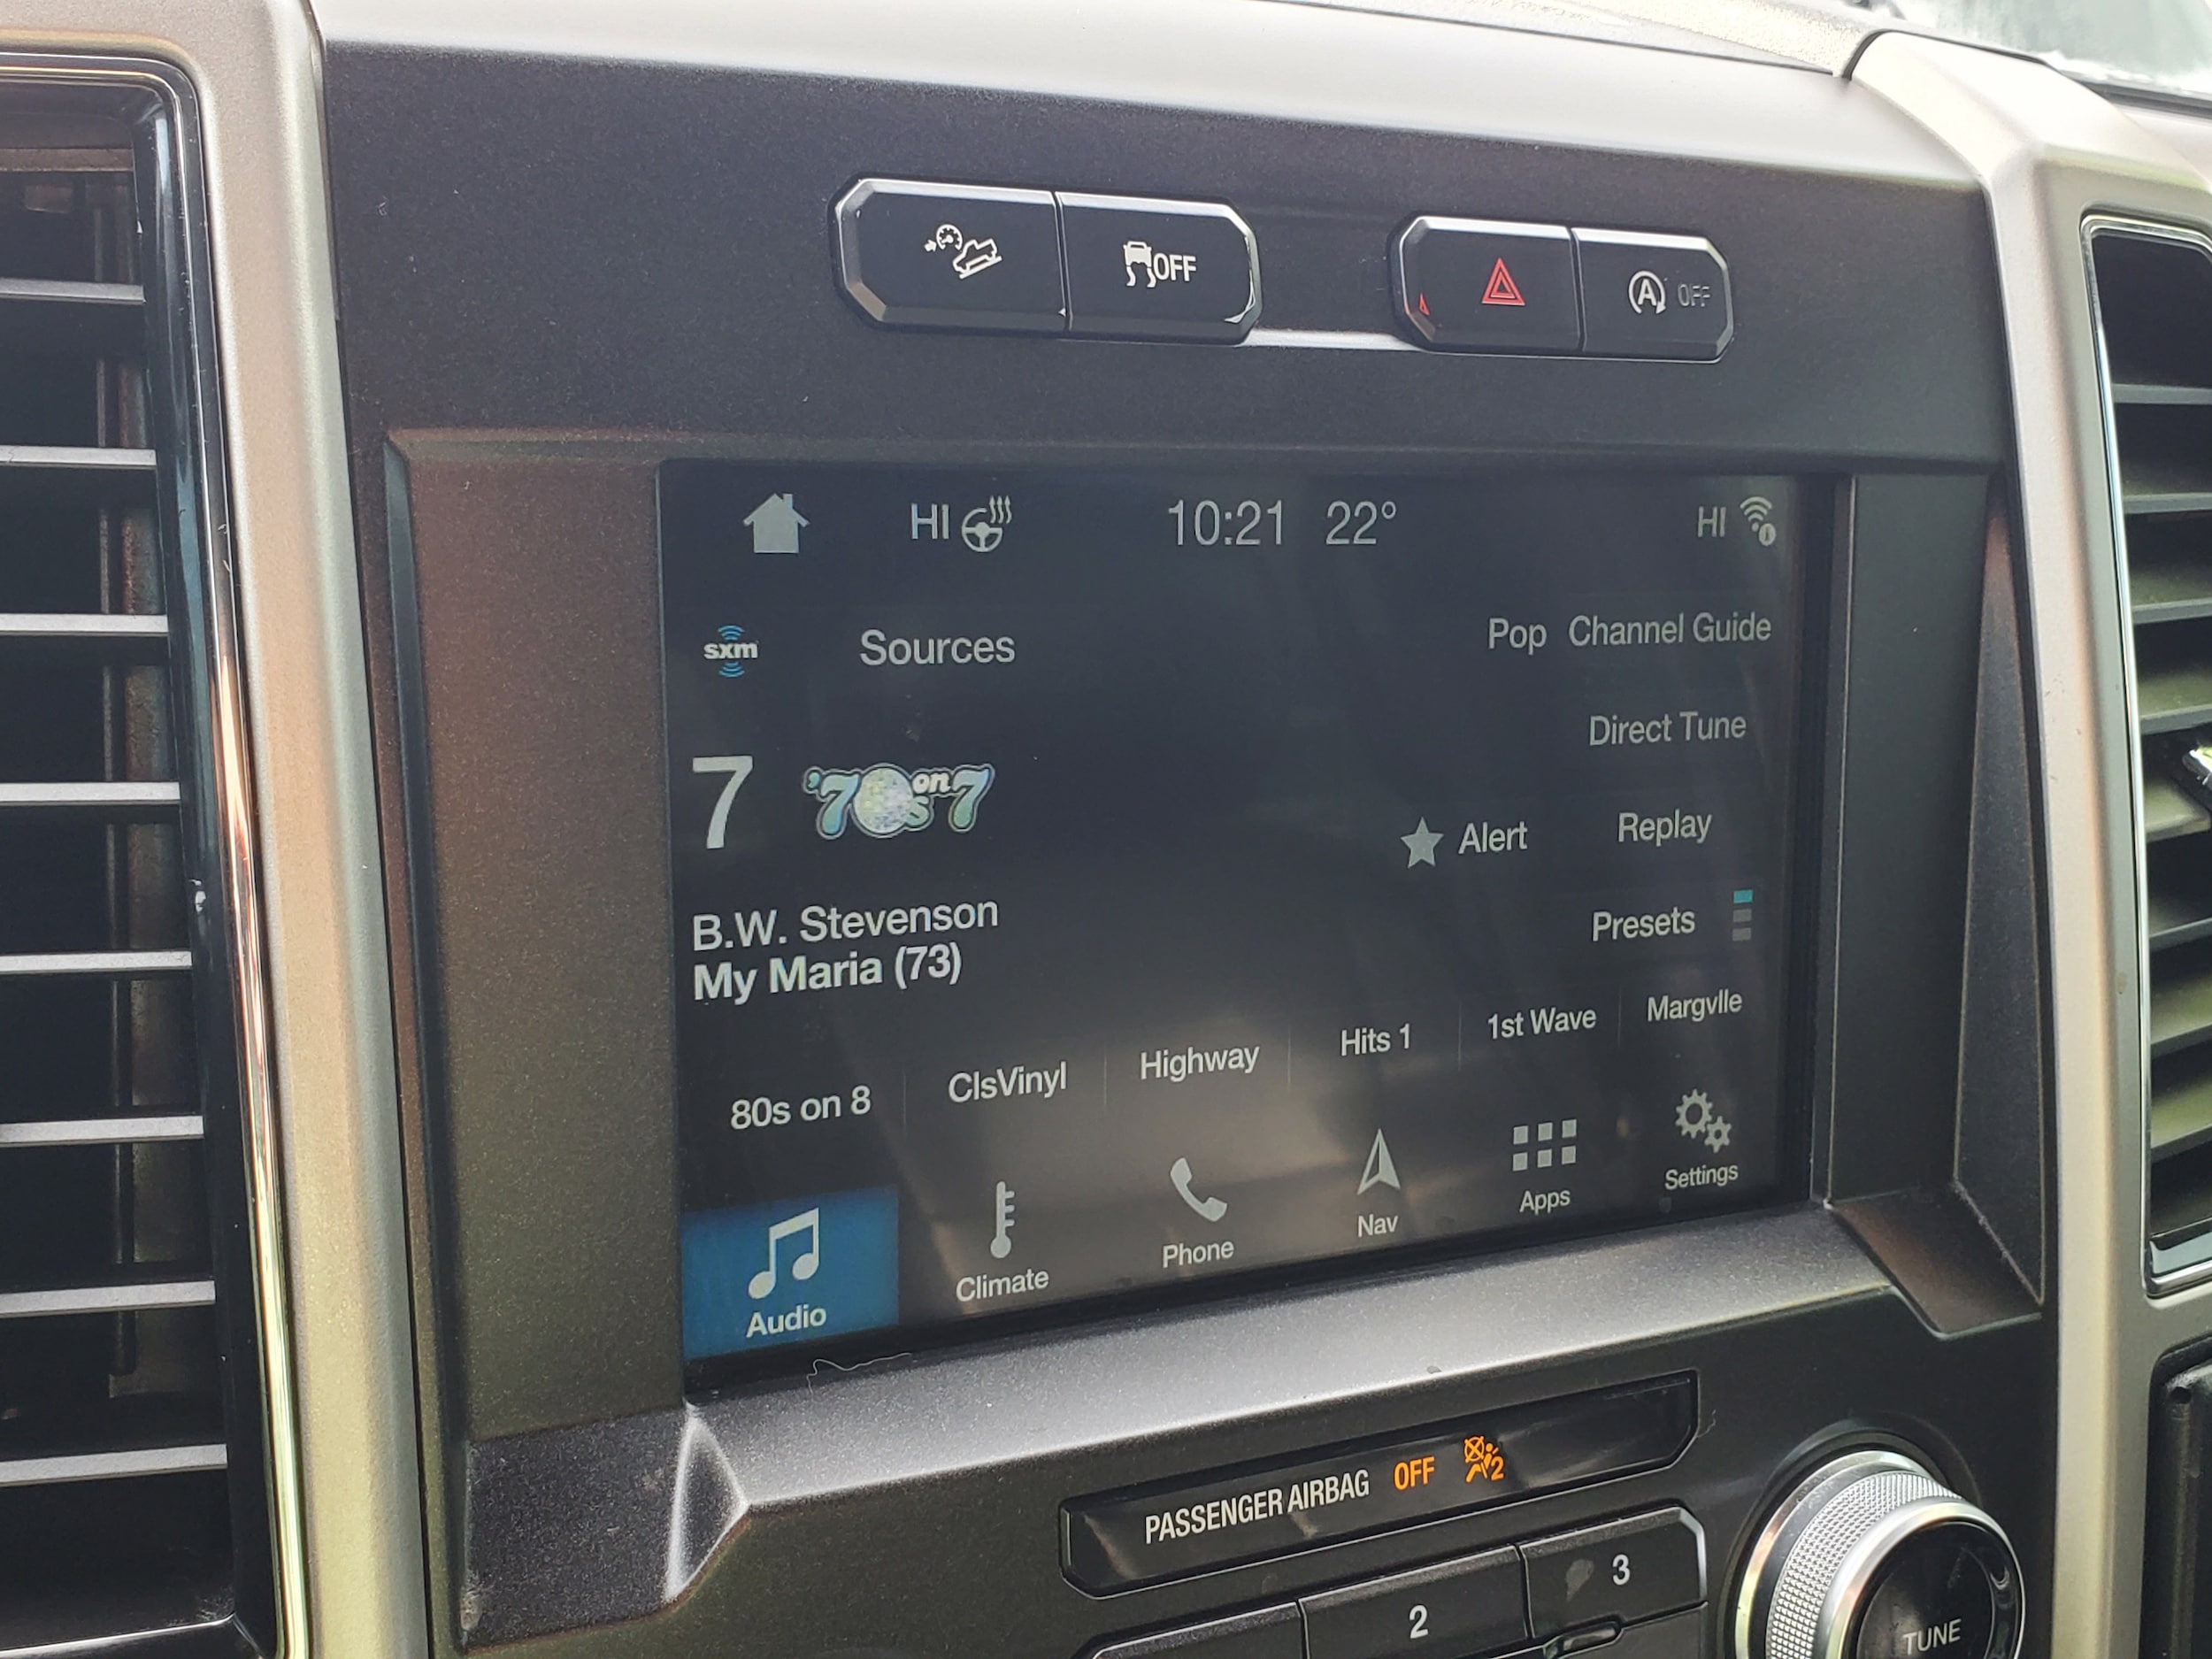 OFF
A OFF
HI 10:21 22° HI
sxm Sources Pop Channel Guide
Direct Tune
7 '70s on 7
Alert Replay
B.W. Stevenson
Presets
My Maria (73)
80s on 8 ClsVinyl Highway Hits 1 1st Wave Margvlle
Audio Climate Phone Nav Apps Settings
PASSENGER AIRBAG OFF 2
2 3
TUNE